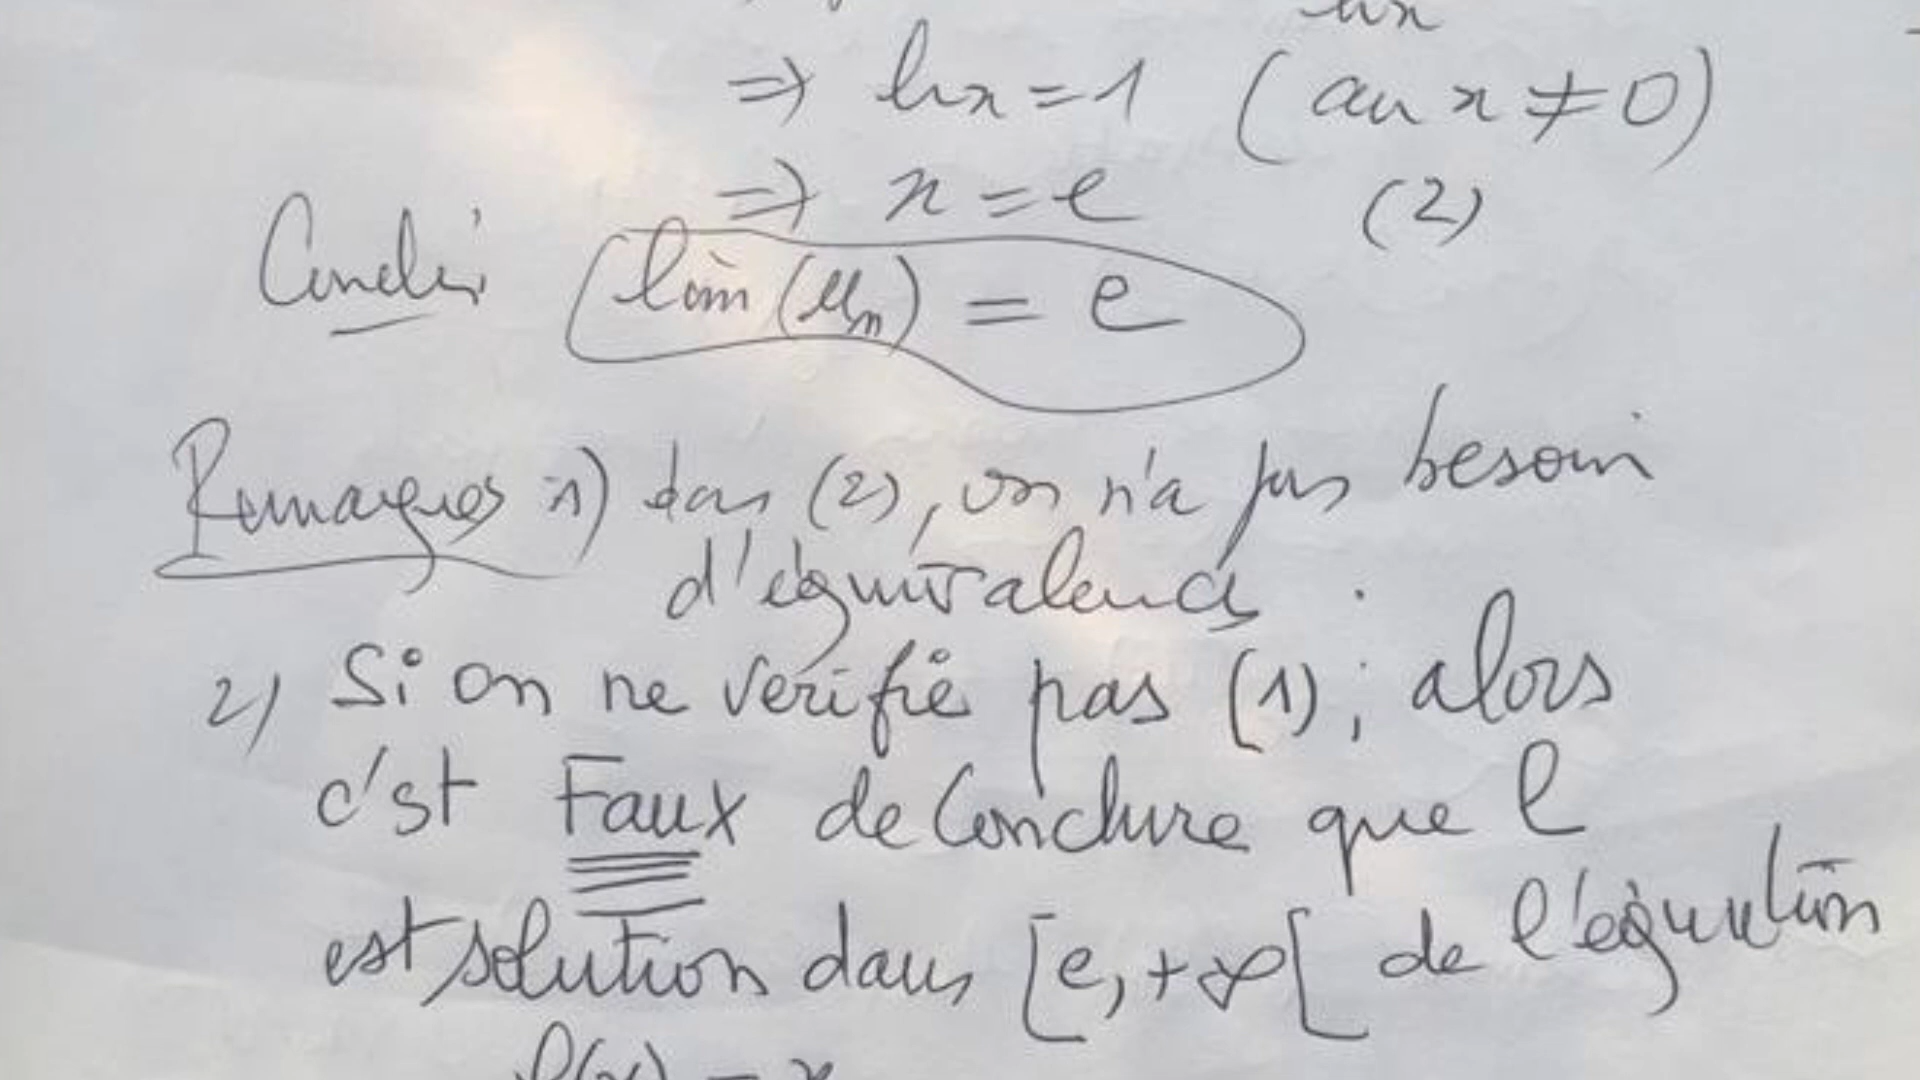 ln x
=> ln x = 1 (car x ≠ 0)
=> x = e (2)
Conclu: lim (Un) = e
Remarques 1) dans (2), on n'a pas besoin
d'équivalences.
2) Si on ne vérifie pas (1); alors
c'est Faux de Conclure que l
est solution dans [e, +∞[ de l'équation
f(x) = x